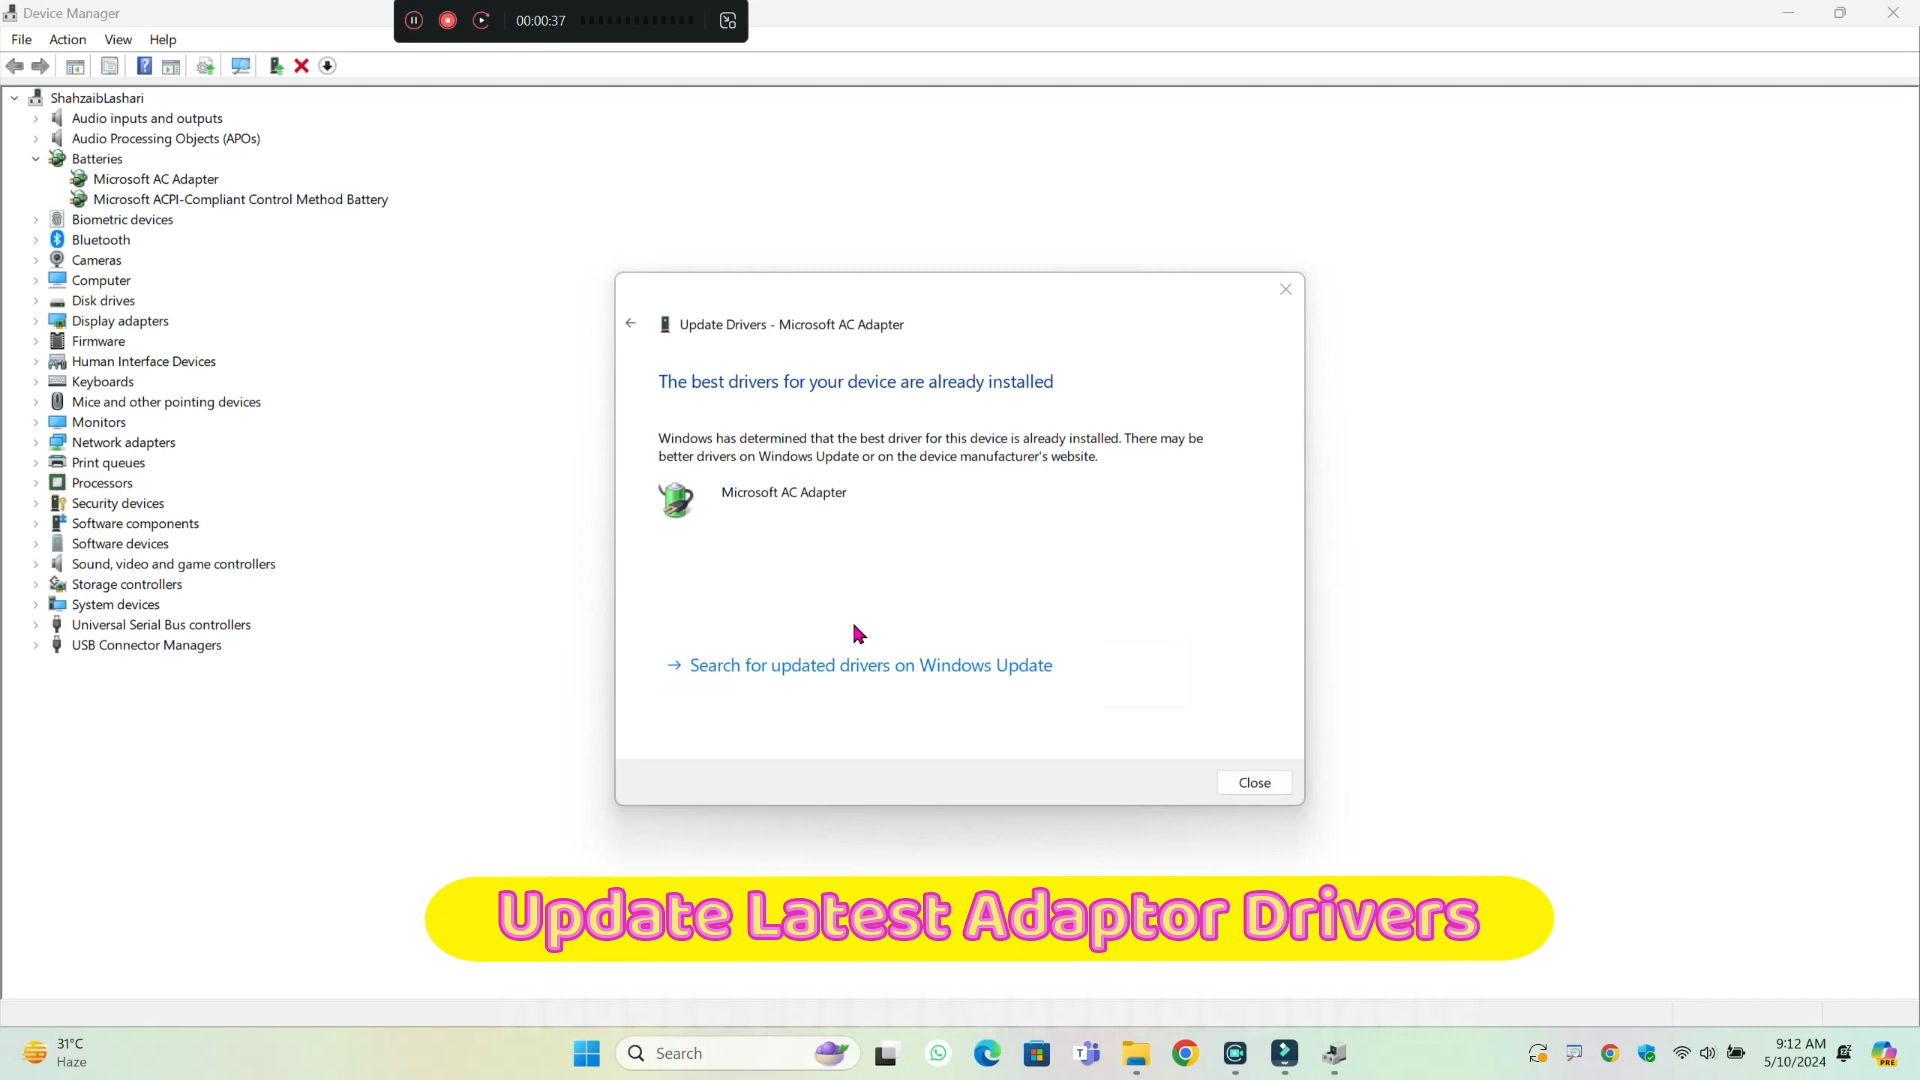 Device Manager
00:00:37
File Action View Help
ShahzaibLashari
Audio inputs and outputs
Audio Processing Objects (APOs)
Batteries
Microsoft AC Adapter
Microsoft ACPI-Compliant Control Method Battery
Biometric devices
Bluetooth
Cameras
Computer
Disk drives
Display adapters
Firmware
Human Interface Devices
Keyboards
Mice and other pointing devices
Monitors
Network adapters
Print queues
Processors
Security devices
Software components
Software devices
Sound, video and game controllers
Storage controllers
System devices
Universal Serial Bus controllers
USB Connector Managers
Update Drivers - Microsoft AC Adapter
The best drivers for your device are already installed
Windows has determined that the best driver for this device is already installed. There may be
better drivers on Windows Update or on the device manufacturer's website.
Microsoft AC Adapter
Search for updated drivers on Windows Update
Close
Update Latest Adaptor Drivers
31°C
Haze
Search
9:12 AM
5/10/2024
PRE